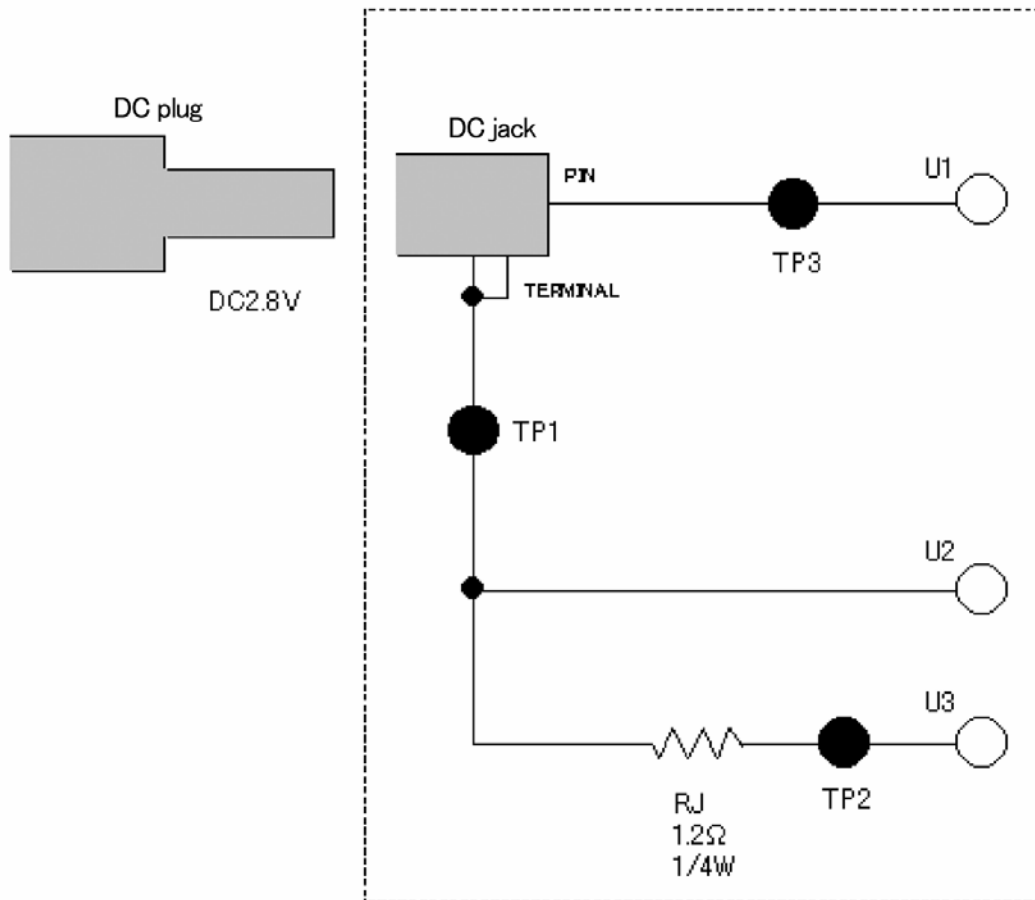 DC plug
DC jack
PIN
U1
TP3
DC2.8V
TERMINAL
TP1
U2
U3
RJ
1.2Ω
1/4W
TP2